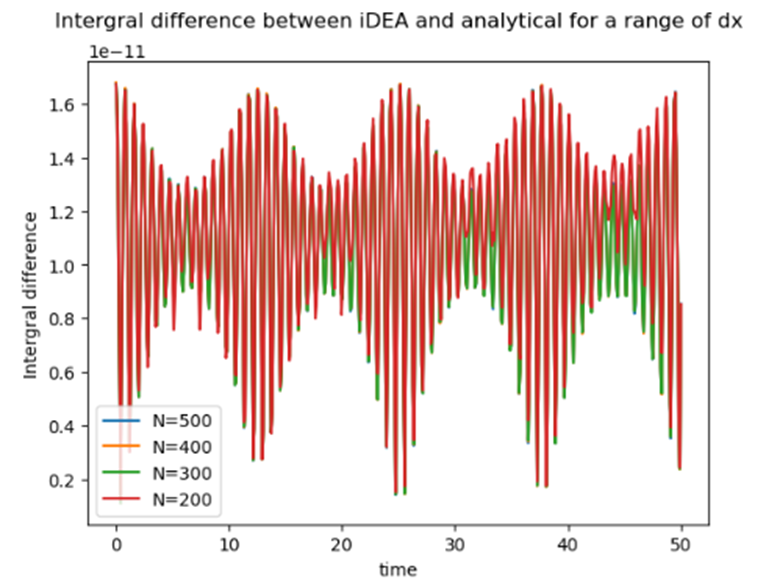 Intergral difference between iDEA and analytical for a range of dx
1e−11
1.6
1.4
1.2
1.0
0.8
0.6
0.4
0.2
Intergral difference
N=500
N=400
N=300
N=200
0 10 20 30 40 50
time